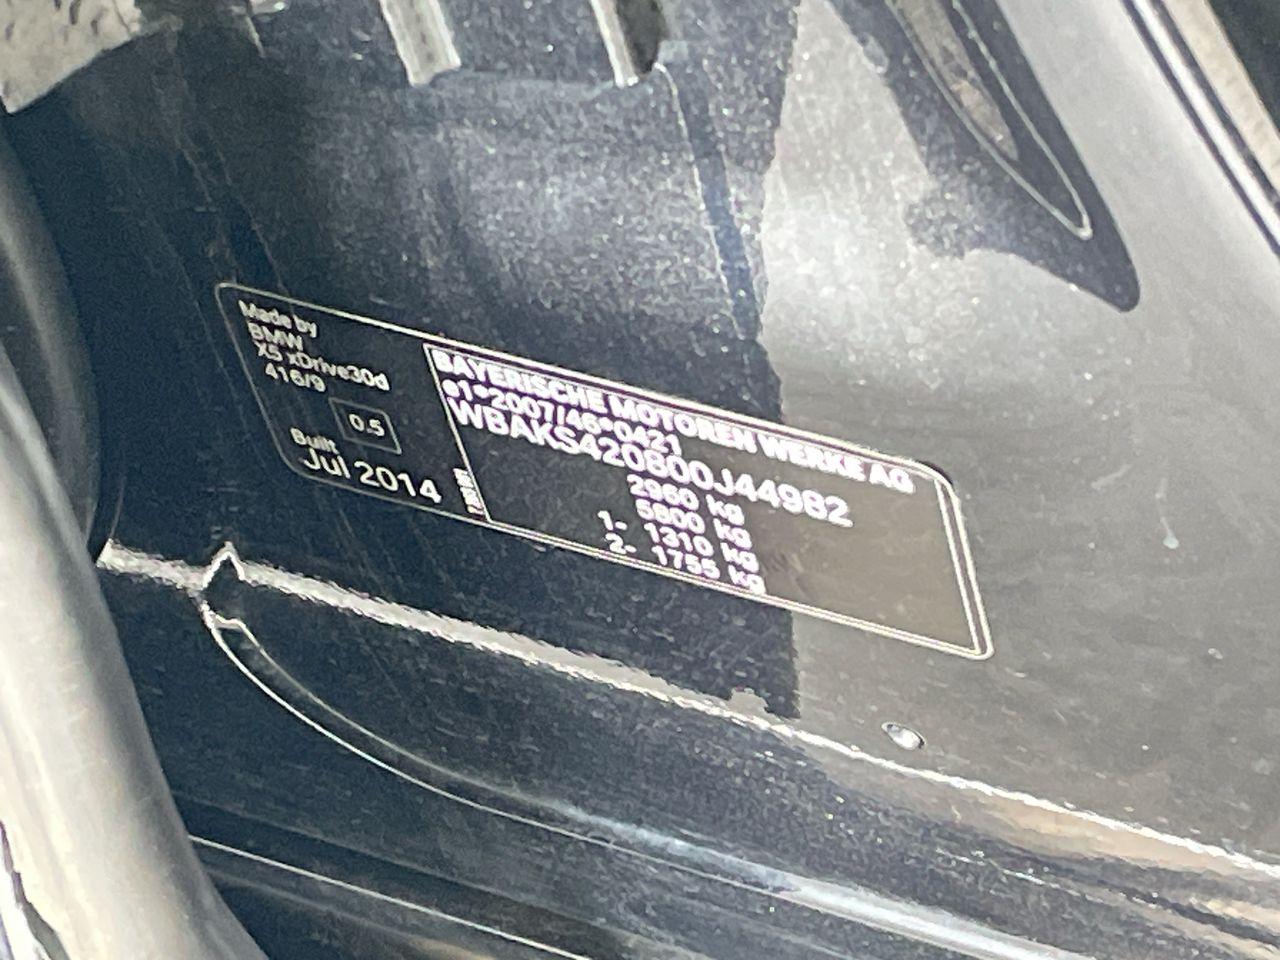 Made by
BMW
X5 xDrive30d
416/9
0.5
Built
Jul 2014
BAYERISCHE MOTOREN WERKE AG
e1*2007/46*0421
WBAKS420800J44982
2960 kg
5800 kg
1- 1310 kg
2- 1755 kg